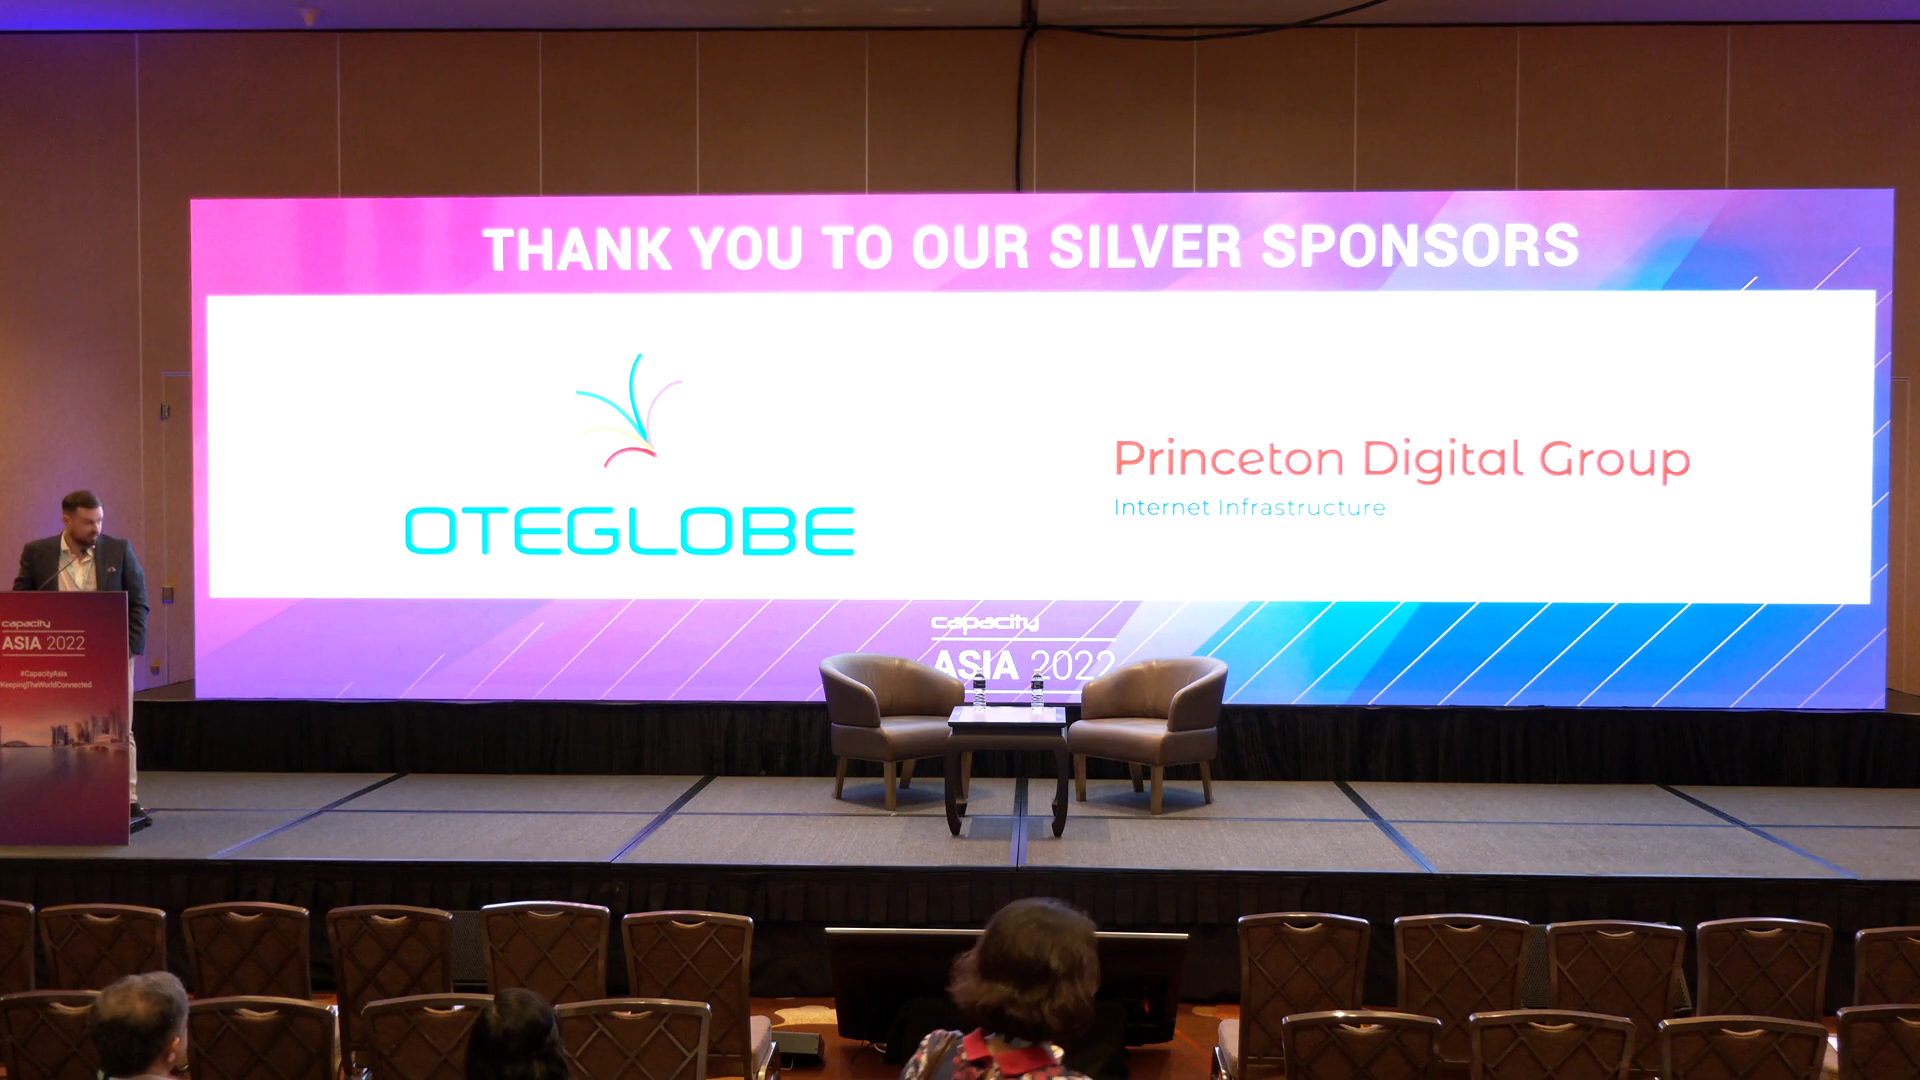 THANK YOU TO OUR SILVER SPONSORS
OTEGLOBE
Princeton Digital Group
Internet Infrastructure
capacity
ASIA 2022
capacity
ASIA 2022
#CapacityAsia
KeepingTheWorldConnected